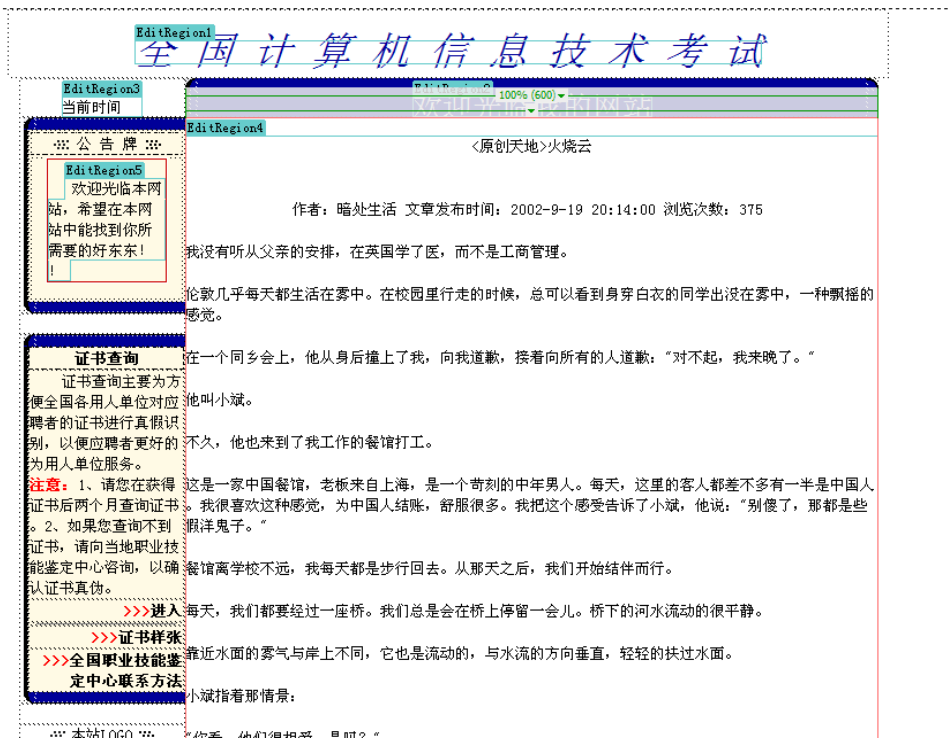 EditRegion1
全国计算机信息技术考试
EditRegion3
当前时间
100% (600)
欢迎光临我的网站
公告牌
EditRegion5
欢迎光临本网
站，希望在本网
站中能找到你所
需要的好东东！
！
证书查询
证书查询主要为方
便全国各用人单位对应
聘者的证书进行真假识
别，以便应聘者更好的
为用人单位服务。
注意：1、请您在获得
证书后两个月查询证书
。2、如果您查询不到
证书，请向当地职业技
能鉴定中心咨询，以确
认证书真伪。
>>>进入
>>>证书样张
>>>全国职业技能鉴
定中心联系方法
.::: 本站LOGO :::.
EditRegion4
<原创天地>火烧云
作者：暗处生活 文章发布时间：2002-9-19 20:14:00 浏览次数：375
我没有听从父亲的安排，在英国学了医，而不是工商管理。
伦敦几乎每天都生活在雾中。在校园里行走的时候，总可以看到身穿白衣的同学出没在雾中，一种飘摇的
感觉。
在一个同乡会上，他从身后撞上了我，向我道歉，接着向所有的人道歉："对不起，我来晚了。"
他叫小斌。
不久，他也来到了我工作的餐馆打工。
这是一家中国餐馆，老板来自上海，是一个苛刻的中年男人。每天，这里的客人都差不多有一半是中国人
。我很喜欢这种感觉，为中国人结账，舒服很多。我把这个感受告诉了小斌，他说："别傻了，那都是些
假洋鬼子。"
餐馆离学校不远，我每天都是步行回去。从那天之后，我们开始结伴而行。
每天，我们都要经过一座桥。我们总是会在桥上停留一会儿。桥下的河水流动的很平静。
靠近水面的雾气与岸上不同，它也是流动的，与水流的方向垂直，轻轻的扶过水面。
小斌指着那情景：
"你看，他们很相爱，是吗？"